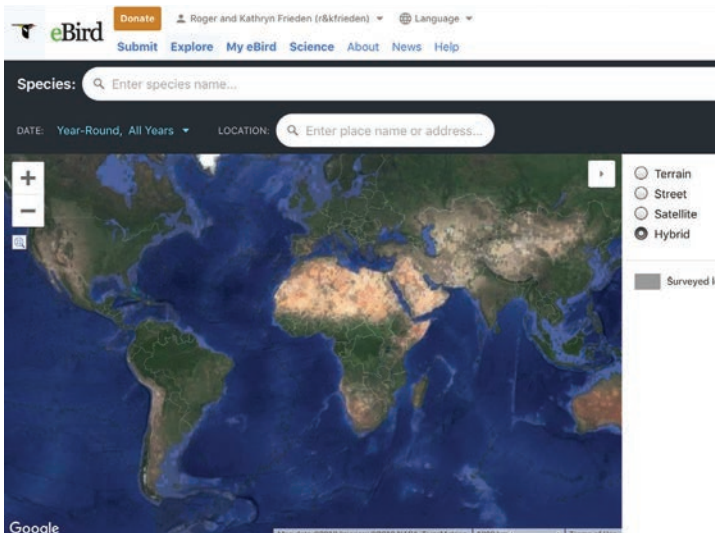 eBird
Donate
Roger and Kathryn Frieden (r&kfrieden)
Language
Submit Explore My eBird Science About News Help
Species: Enter species name...
DATE: Year-Round, All Years LOCATION: Enter place name or address...
+
−
Terrain
Street
Satellite
Hybrid
Surveyed
Google